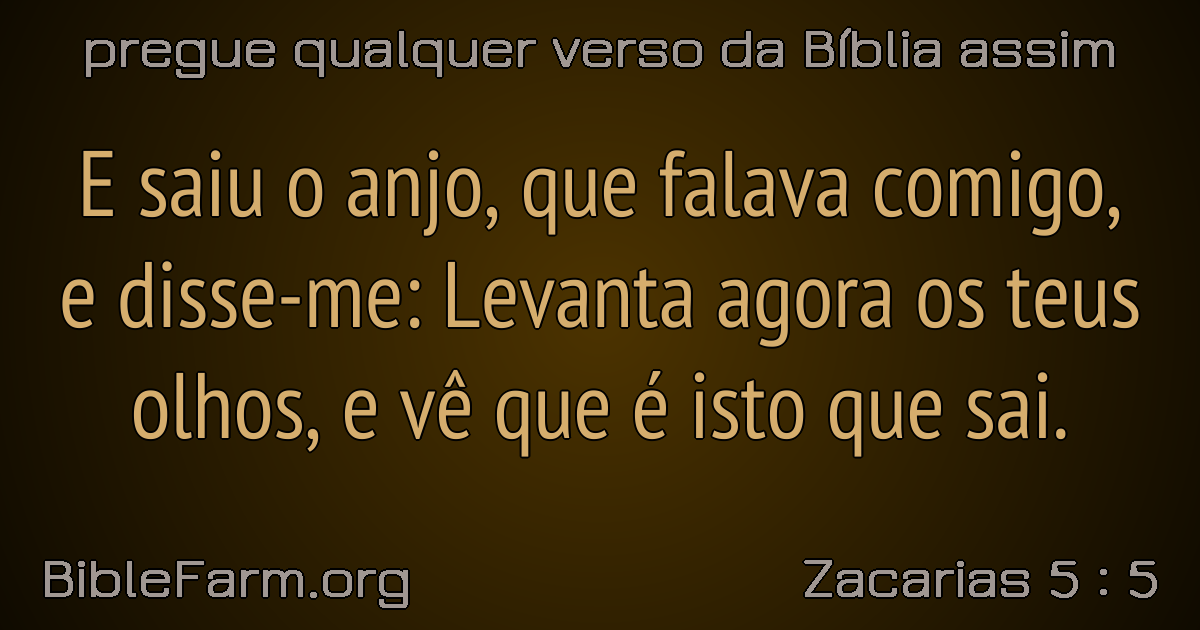 pregue qualquer verso da Bíblia assim
E saiu o anjo, que falava comigo,
e disse-me: Levanta agora os teus
olhos, e vê que é isto que sai.
BibleFarm.org
Zacarias 5 : 5